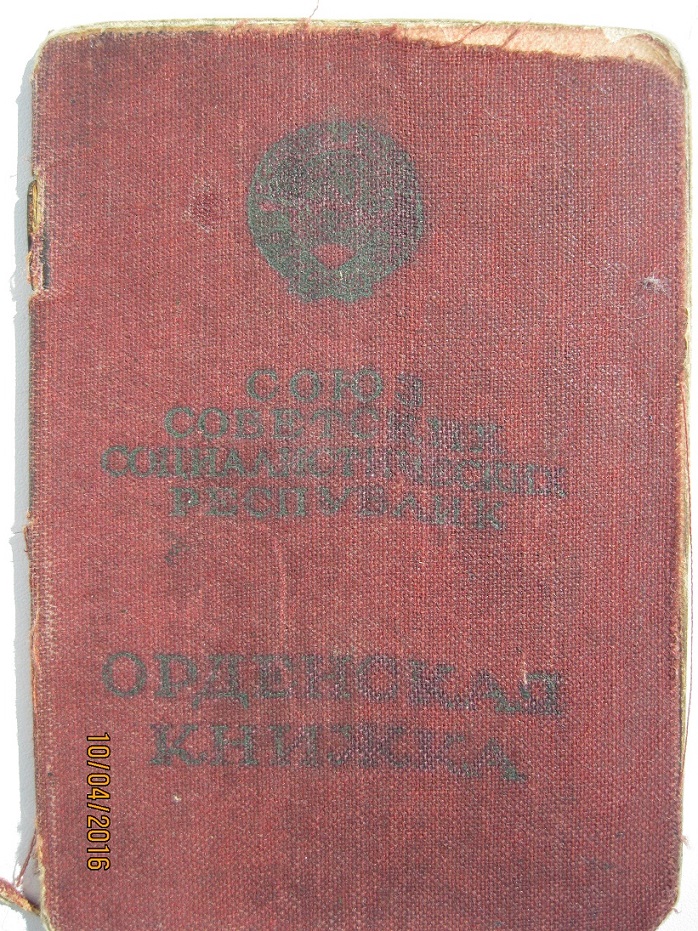 СОЮЗ
СОВЕТСКИХ
СОЦИАЛИСТИЧЕСКИХ
РЕСПУБЛИК
ОРДЕНСКАЯ
КНИЖКА
10/04/2016